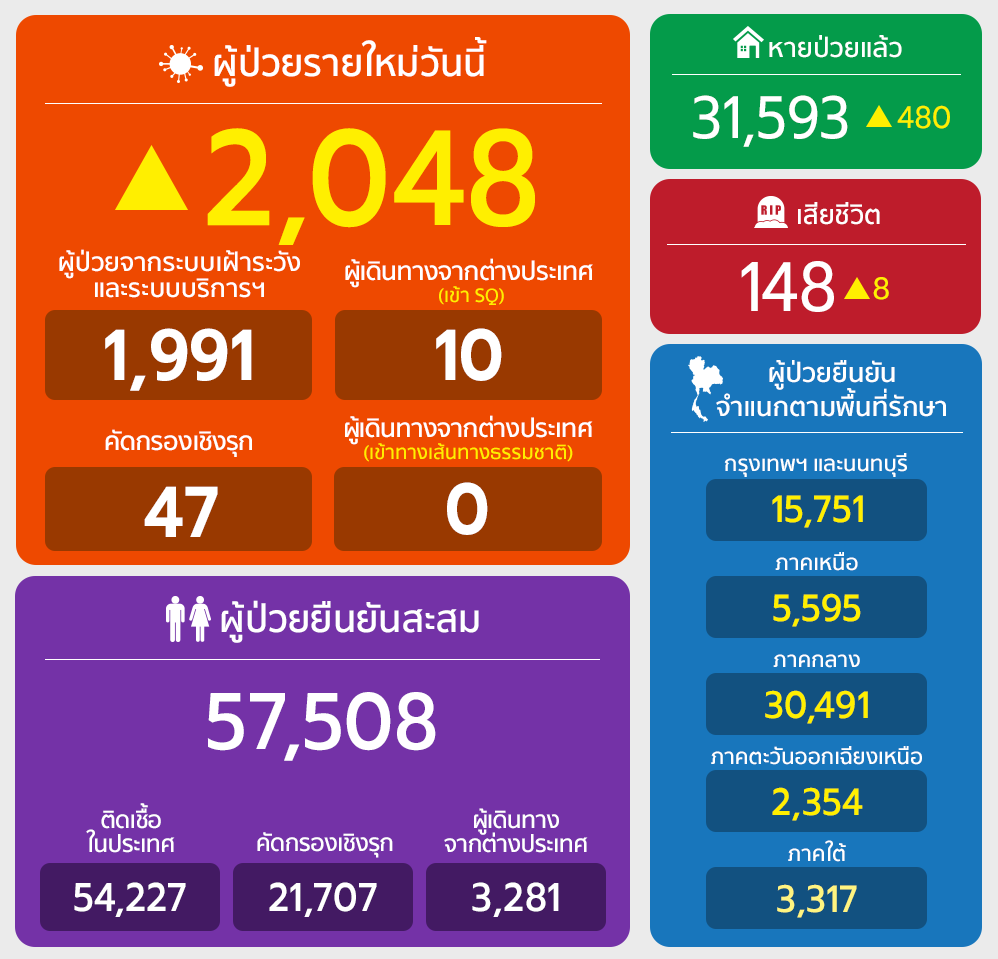 ผู้ป่วยรายใหม่วันนี้
▲2,048
ผู้ป่วยจากระบบเฝ้าระวัง
และระบบบริการฯ
1,991
ผู้เดินทางจากต่างประเทศ
(เข้า SQ)
10
คัดกรองเชิงรุก
47
ผู้เดินทางจากต่างประเทศ
(เข้าทางเส้นทางธรรมชาติ)
0
ผู้ป่วยยืนยันสะสม
57,508
ติดเชื้อ
ในประเทศ
54,227
คัดกรองเชิงรุก
21,707
ผู้เดินทาง
จากต่างประเทศ
3,281
หายป่วยแล้ว
31,593 ▲480
RIP เสียชีวิต
148 ▲8
ผู้ป่วยยืนยัน
จำแนกตามพื้นที่รักษา
กรุงเทพฯ และนนทบุรี
15,751
ภาคเหนือ
5,595
ภาคกลาง
30,491
ภาคตะวันออกเฉียงเหนือ
2,354
ภาคใต้
3,317